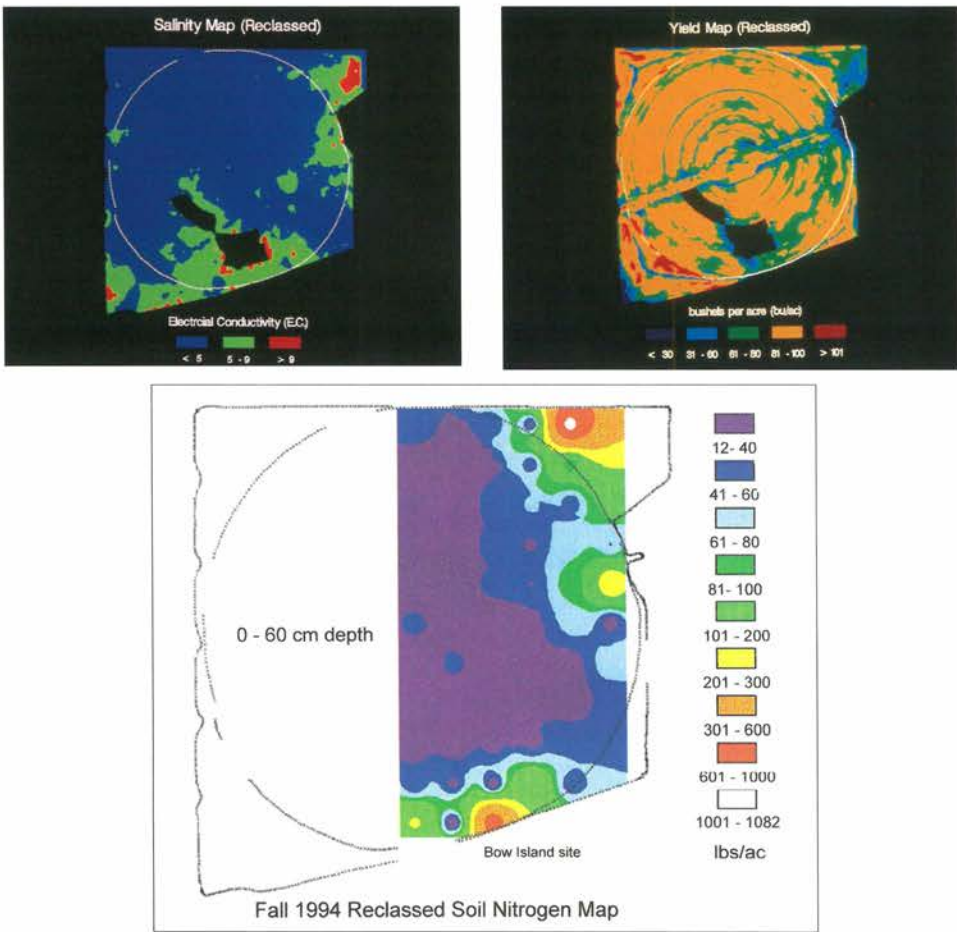 Salinity Map (Reclassed)
Electrcial Conductivity (E.C.)
< 5 5 - 9 > 9
Yield Map (Reclassed)
bushels per acre (bu/ac)
< 30 31 - 60 61 - 80 81 - 100 > 101
0 - 60 cm depth
12- 40
41 - 60
61 - 80
81 - 100
101 - 200
201 - 300
301 - 600
601 - 1000
1001 - 1082
lbs/ac
Bow Island site
Fall 1994 Reclassed Soil Nitrogen Map